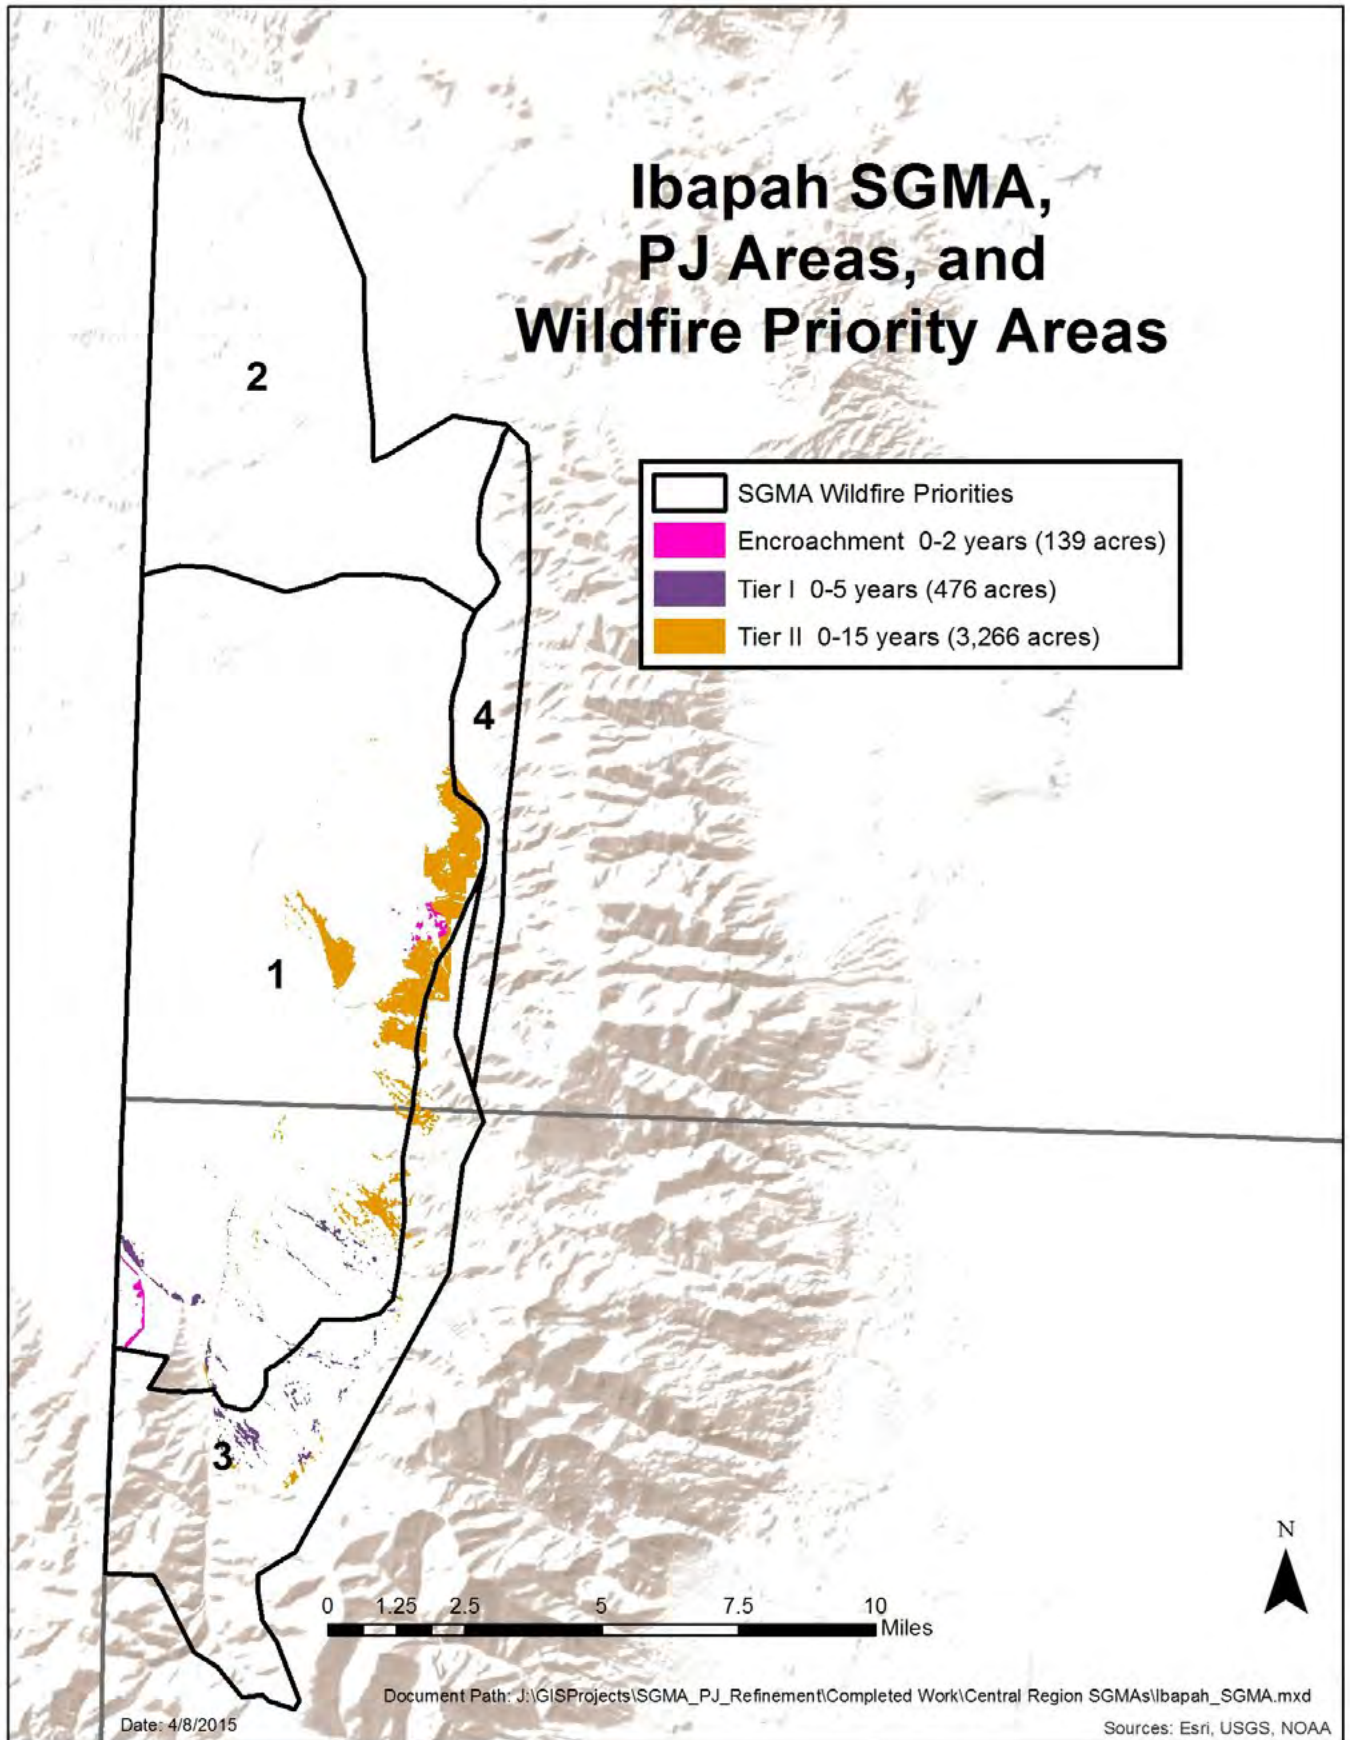 Ibapah SGMA,
PJ Areas, and
Wildfire Priority Areas
2
SGMA Wildfire Priorities
Encroachment 0-2 years (139 acres)
Tier I 0-5 years (476 acres)
Tier II 0-15 years (3,266 acres)
4
1
3
N
0 1.25 2.5 5 7.5 10
Miles
Document Path: J:\GISProjects\SGMA_PJ_Refinement\Completed Work\Central Region SGMAs\Ibapah_SGMA.mxd
Date: 4/8/2015
Sources: Esri, USGS, NOAA